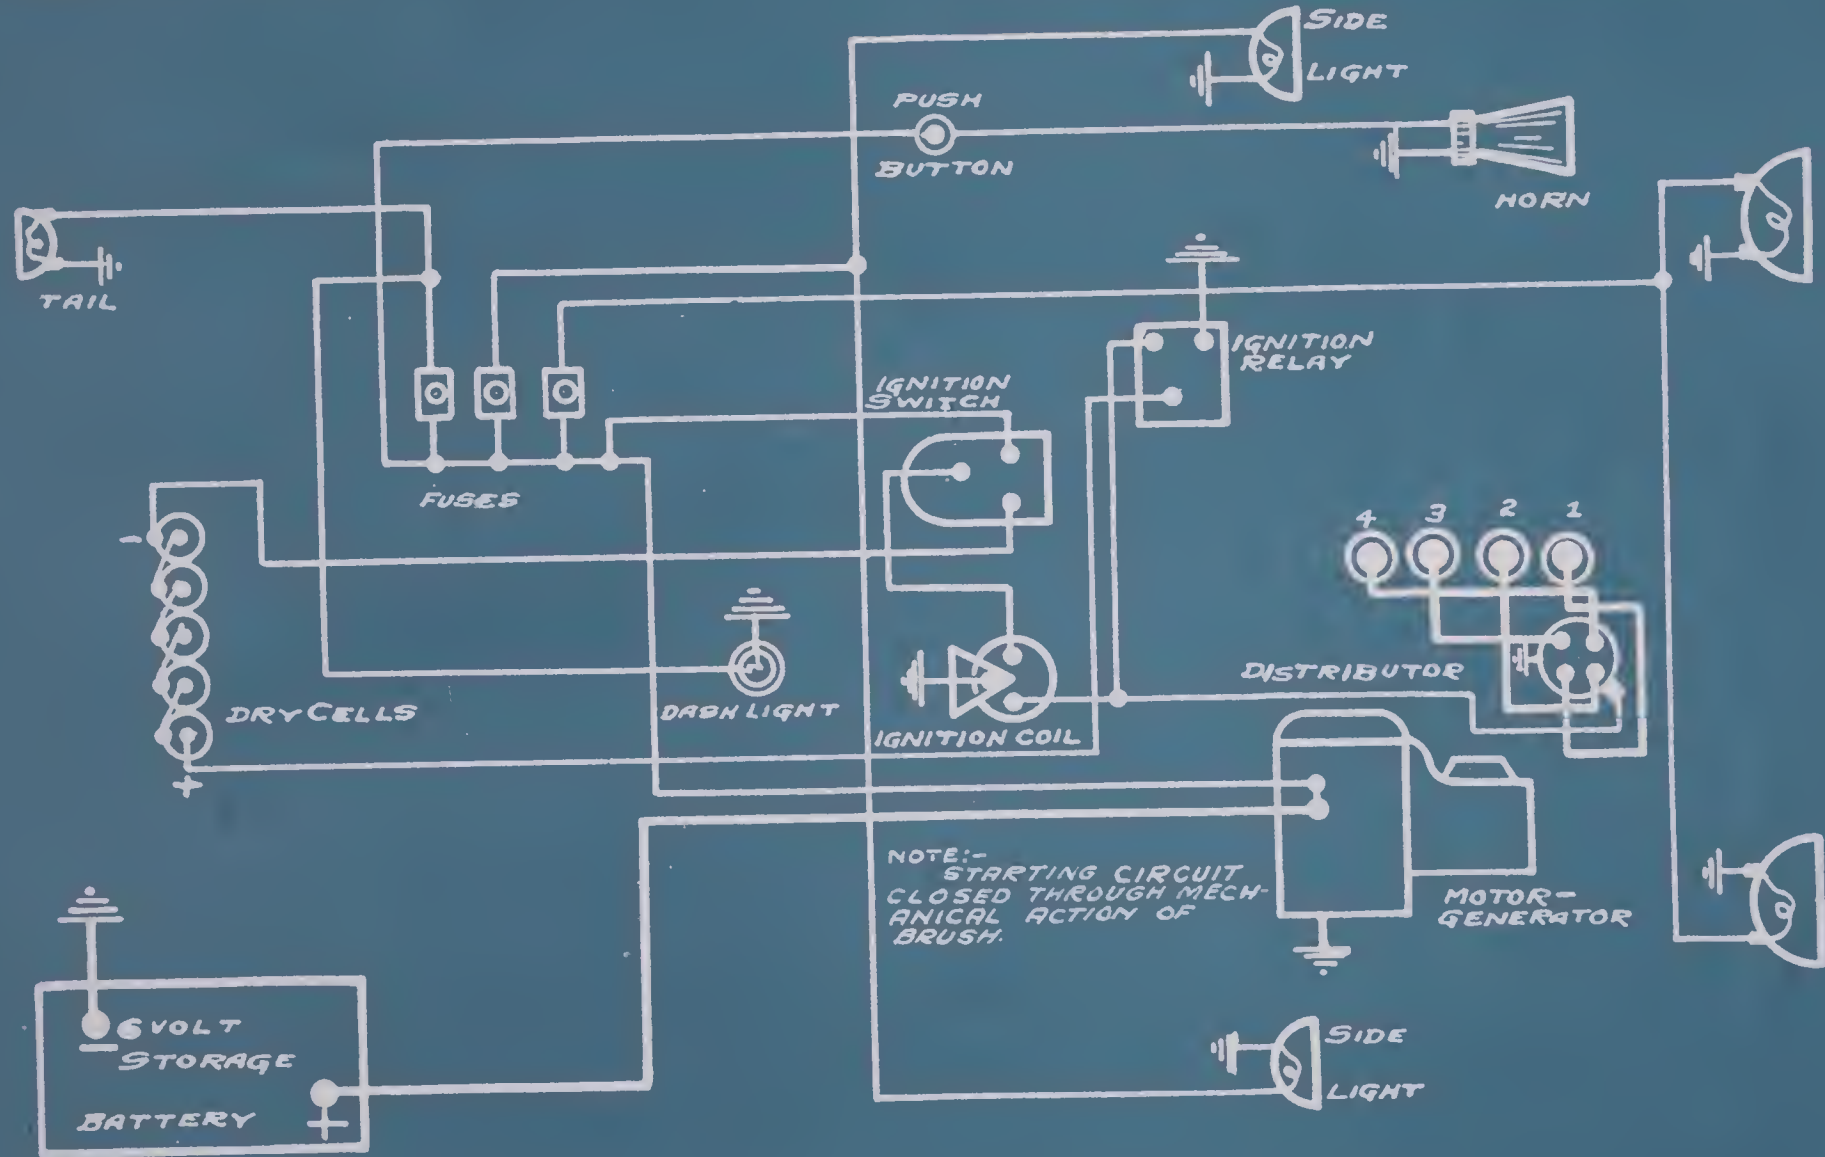 SIDE
LIGHT
PUSH
BUTTON
HORN
TAIL
IGNITION
RELAY
IGNITION
SWITCH
FUSES
4 3 2 1
-
DRY CELLS
+
DASH LIGHT
IGNITION COIL
DISTRIBUTOR
NOTE:-
STARTING CIRCUIT
CLOSED THROUGH MECH-
ANICAL ACTION OF
BRUSH.
MOTOR-
GENERATOR
6 VOLT
-
STORAGE
BATTERY
+
SIDE
LIGHT